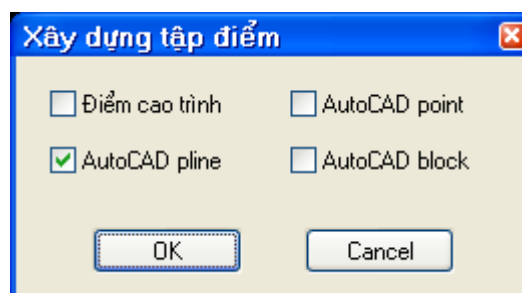 Xây dựng tập điểm
Điểm cao trình AutoCAD point
AutoCAD pline AutoCAD block
OK Cancel